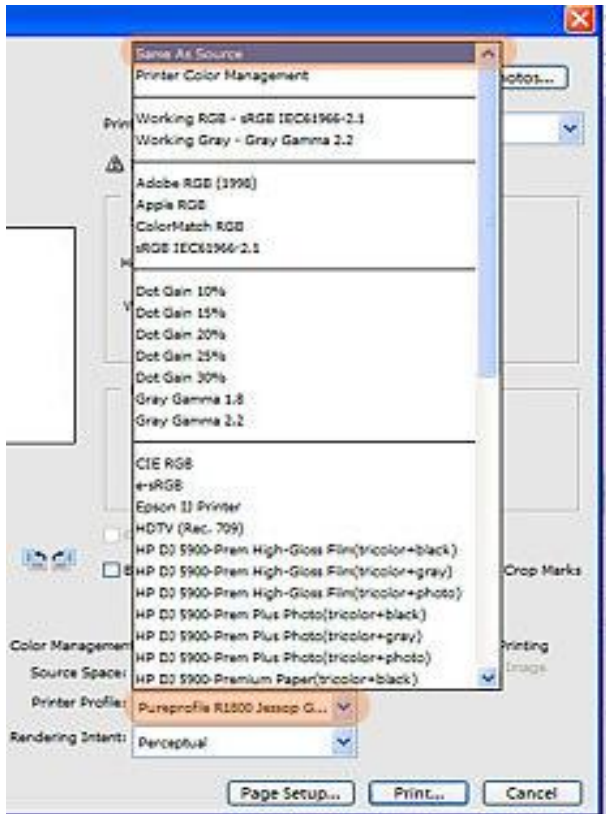 Same As Source
Printer Color Management
otos...
Prin
Working RGB - sRGB IEC61966-2.1
Working Gray - Gray Gamma 2.2
Adobe RGB (1998)
Apple RGB
ColorMatch RGB
sRGB IEC61966-2.1
Dot Gain 10%
Dot Gain 15%
Dot Gain 20%
Dot Gain 25%
Dot Gain 30%
Gray Gamma 1.8
Gray Gamma 2.2
CIE RGB
e-sRGB
Epson IJ Printer
HDTV (Rec. 709)
HP DJ 5900-Prem High-Gloss Film(tricolor+black)
HP DJ 5900-Prem High-Gloss Film(tricolor+gray) Crop Marks
HP DJ 5900-Prem High-Gloss Film(tricolor+photo)
HP DJ 5900-Prem Plus Photo(tricolor+black)
HP DJ 5900-Prem Plus Photo(tricolor+gray)
Color Managemen Printing
HP DJ 5900-Prem Plus Photo(tricolor+photo)
Source Space: HP DJ 5900-Premium Paper(tricolor+black) Image
Printer Profile: Pureprofile R1800 Jessop G...
Rendering Intent: Perceptual
Page Setup... Print... Cancel